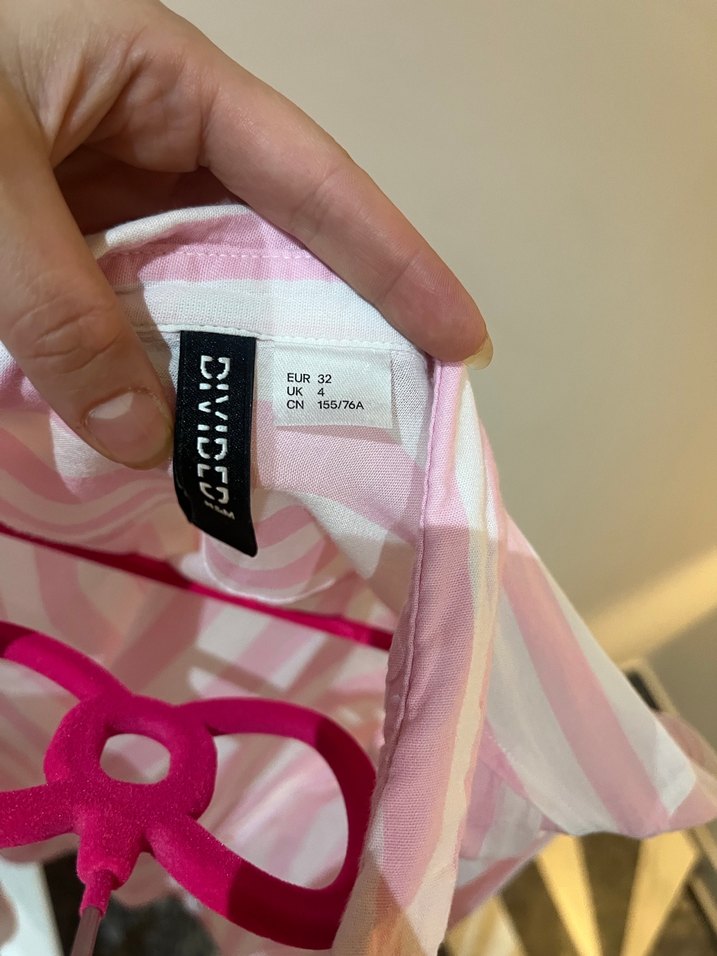 DIVIDED
H&M
EUR 32
UK 4
CN 155/76A